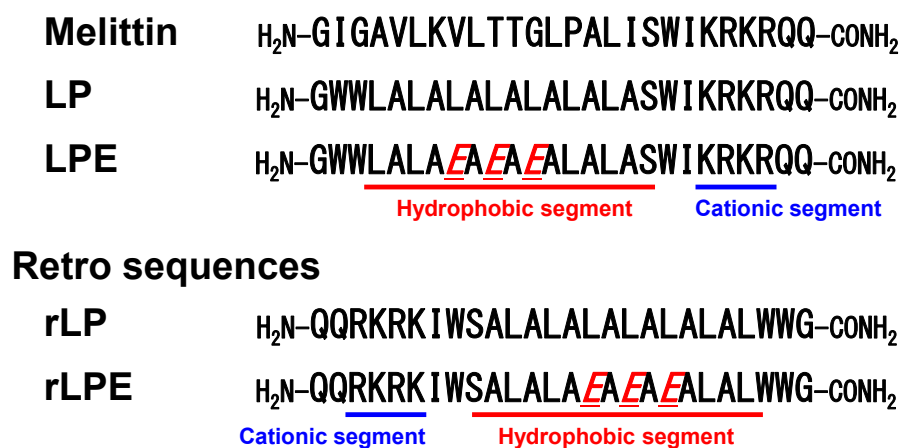 Melittin H₂N-GIGAVLKVLTTGLPALISWIKRKRQQ-CONH₂
LP H₂N-GWWLALALALALALALASWIKRKRQQ-CONH₂
LPE H₂N-GWWLALAEAEAEALALASWIKRKRQQ-CONH₂
Hydrophobic segment Cationic segment
Retro sequences
rLP H₂N-QQRKRKIWSALALALALALALALWWG-CONH₂
rLPE H₂N-QQRKRKIWSALALAEAEAEALALWWG-CONH₂
Cationic segment Hydrophobic segment